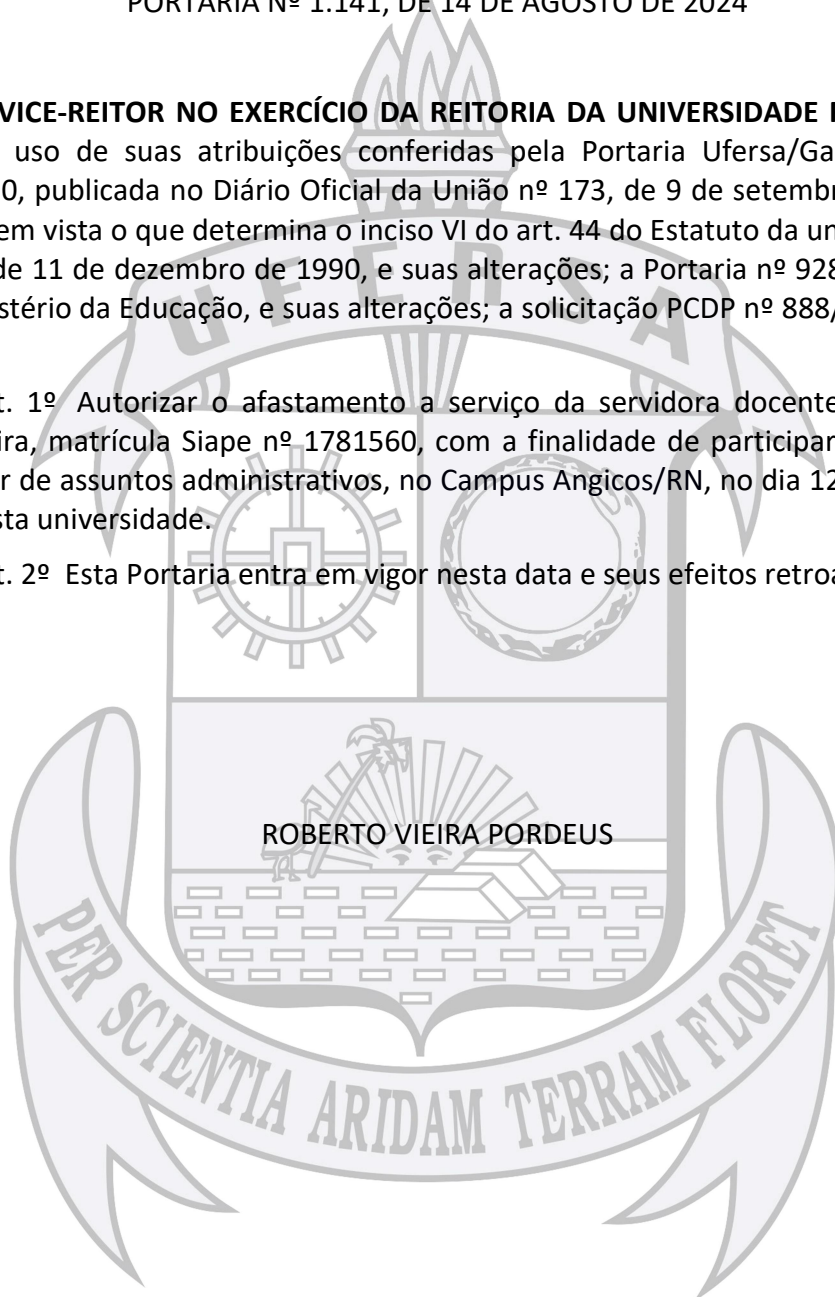 PORTARIA Nº 1.141, DE 14 DE AGOSTO DE 2024
VICE-REITOR NO EXERCÍCIO DA REITORIA DA UNIVERSIDADE
uso de suas atribuições conferidas pela Portaria Ufersa/Ga
0, publicada no Diário Oficial da União nº 173, de 9 de setembr
em vista o que determina o inciso VI do art. 44 do Estatuto da un
de 11 de dezembro de 1990, e suas alterações; a Portaria nº 928
stério da Educação, e suas alterações; a solicitação PCDP nº 888/
t. 1º Autorizar o afastamento a serviço da servidora docente
ira, matrícula Siape nº 1781560, com a finalidade de participar
r de assuntos administrativos, no Campus Angicos/RN, no dia 12
sta universidade.
t. 2º Esta Portaria entra em vigor nesta data e seus efeitos retroa
ROBERTO VIEIRA PORDEUS
UFERSA
PER SCIENTIA ARIDAM TERRAM FLORET